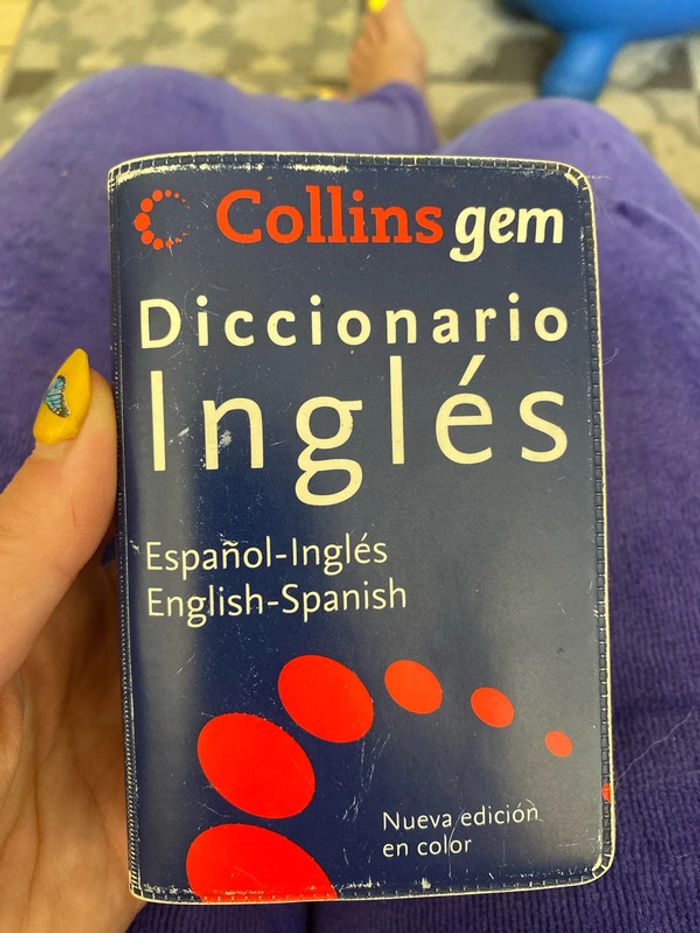 Collins gem
Diccionario
Inglés
Español-Inglés
English-Spanish
Nueva edición
en color